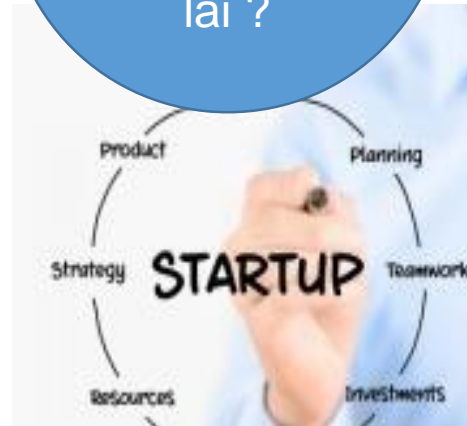 lai ?
Product
Planning
Strategy
STARTUP
Teamwork
Resources
Investments